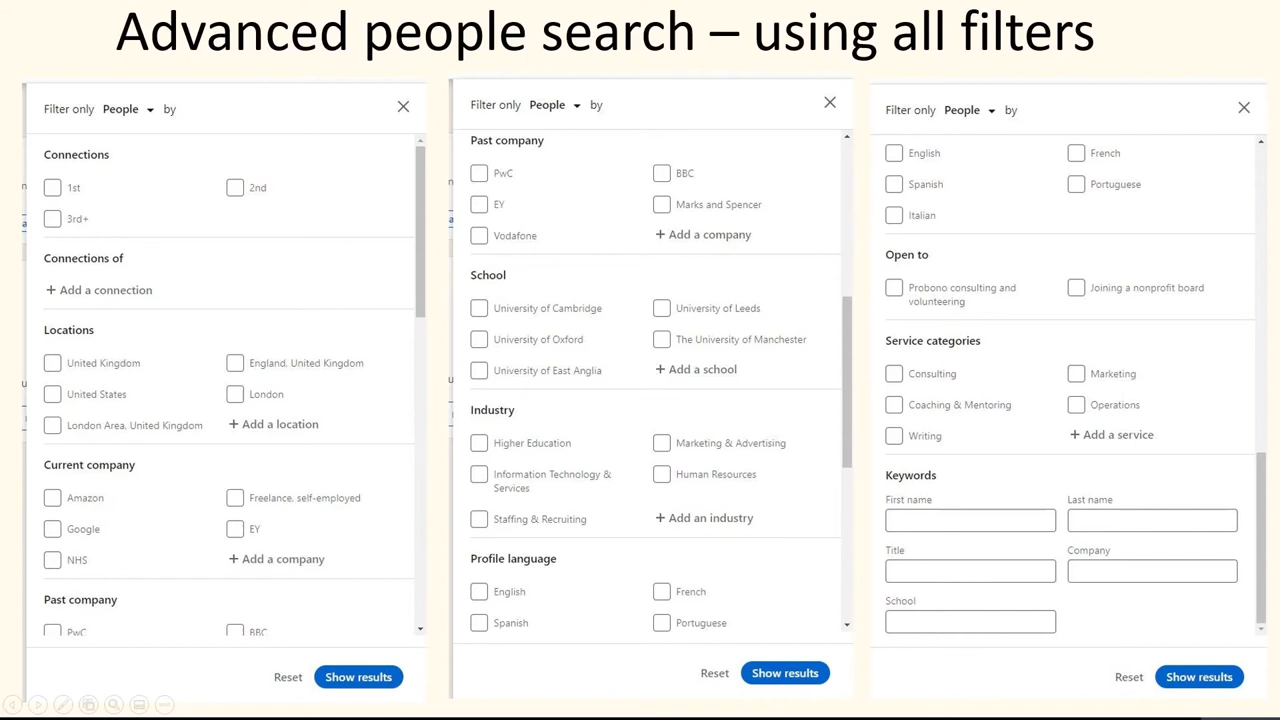 Advanced people search – using all filters
Filter only People by
Connections
1st 2nd
3rd+
Connections of
+ Add a connection
Locations
United Kingdom England, United Kingdom
United States London
London Area, United Kingdom + Add a location
Current company
Amazon Freelance, self-employed
Google EY
NHS + Add a company
Past company
PwC BBC
Reset Show results
Filter only People by
Past company
PwC BBC
EY Marks and Spencer
Vodafone + Add a company
School
University of Cambridge University of Leeds
University of Oxford The University of Manchester
University of East Anglia + Add a school
Industry
Higher Education Marketing & Advertising
Information Technology & Human Resources
Services
Staffing & Recruiting + Add an industry
Profile language
English French
Spanish Portuguese
Reset Show results
Filter only People by
English French
Spanish Portuguese
Italian
Open to
Probono consulting and Joining a nonprofit board
volunteering
Service categories
Consulting Marketing
Coaching & Mentoring Operations
Writing + Add a service
Keywords
First name Last name
Title Company
School
Reset Show results